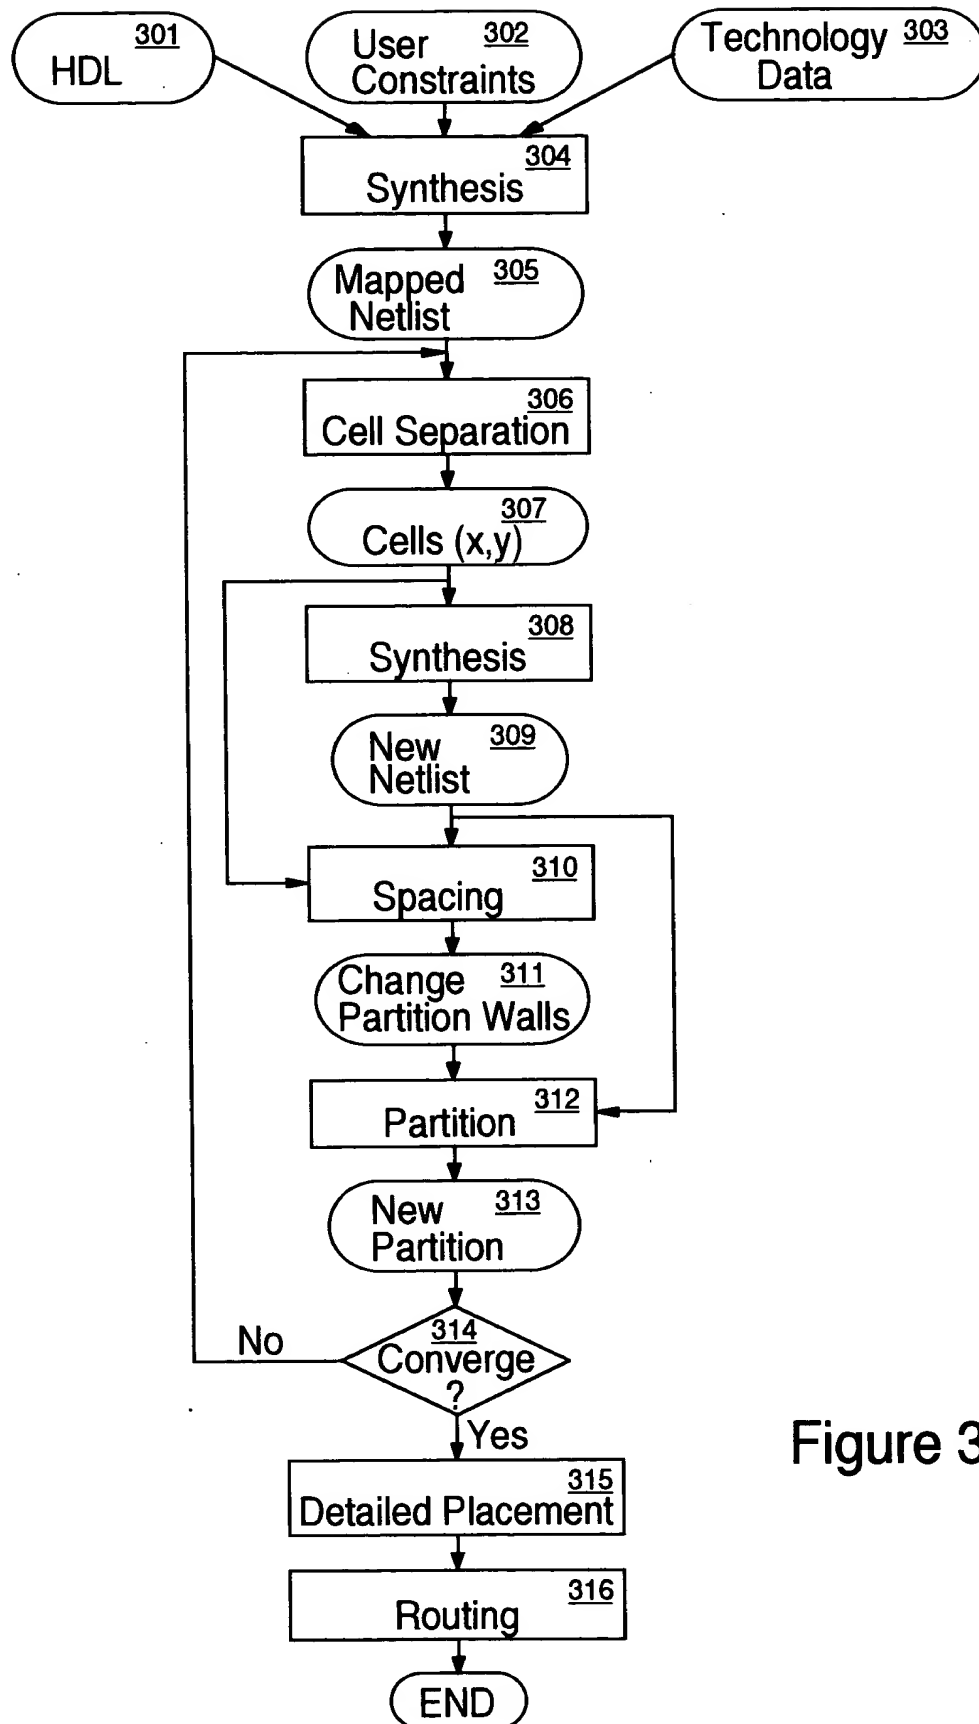 301
HDL
302
User
Constraints
Technology 303
Data
304
Synthesis
Mapped 305
Netlist
306
Cell Separation
307
Cells (x,y)
308
Synthesis
New 309
Netlist
310
Spacing
Change 311
Partition Walls
312
Partition
New 313
Partition
314
Converge
?
No
Yes
Figure 3
315
Detailed Placement
316
Routing
END